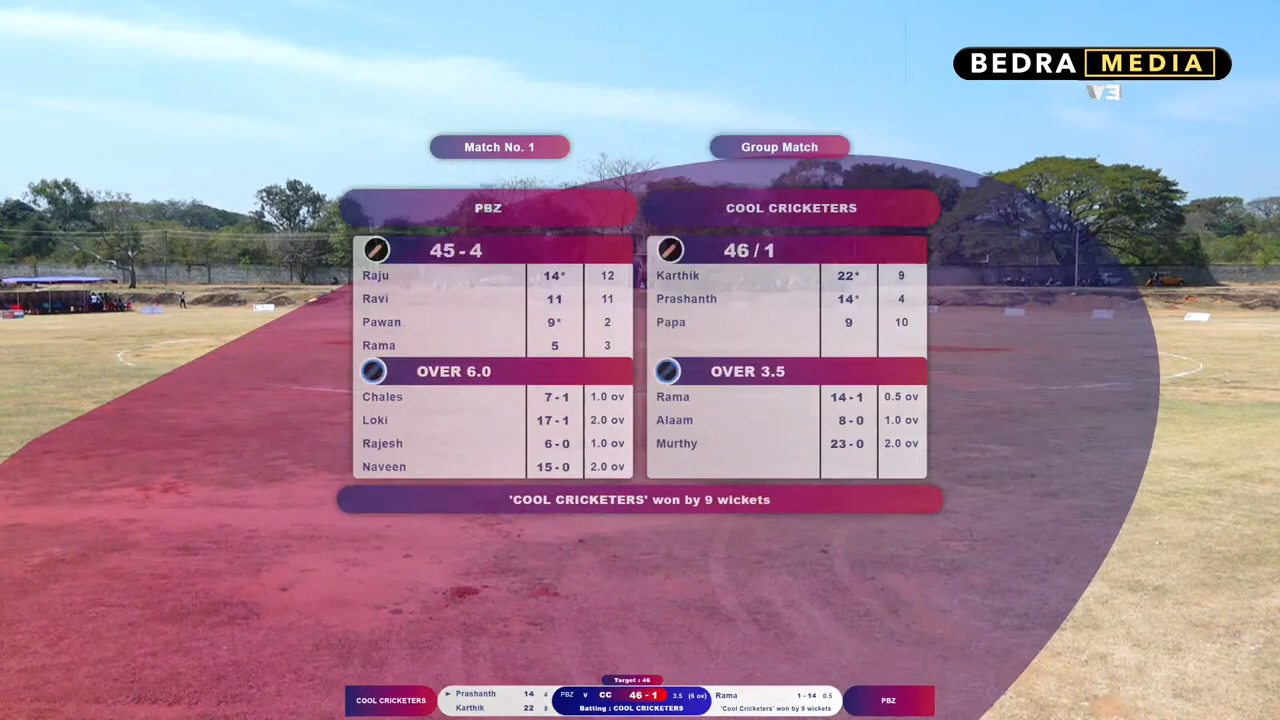 BEDRA MEDIA
V3
Match No. 1
Group Match
PBZ
COOL CRICKETERS
45 - 4
46 / 1
Raju 14* 12
Karthik 22* 9
Ravi 11 11
Prashanth 14* 4
Pawan 9* 2
Papa 9 10
Rama 5 3
OVER 6.0
OVER 3.5
Chales 7 - 1 1.0 ov
Rama 14 - 1 0.5 ov
Loki 17 - 1 2.0 ov
Alaam 8 - 0 1.0 ov
Rajesh 6 - 0 1.0 ov
Murthy 23 - 0 2.0 ov
Naveen 15 - 0 2.0 ov
'COOL CRICKETERS' won by 9 wickets
Target : 46
COOL CRICKETERS
Prashanth 14 4
Karthik 22 9
PBZ v CC 46 - 1 3.5 (6 ov)
Batting : COOL CRICKETERS
Rama 1 - 14 0.5
'Cool Cricketers' won by 9 wickets
PBZ